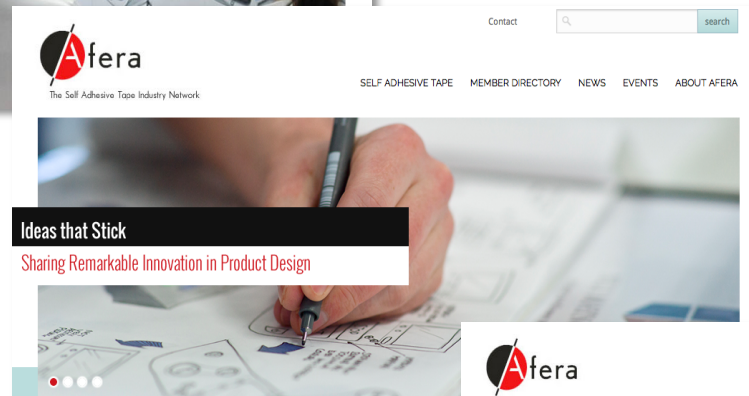 Contact
search
Afera
The Self Adhesive Tape Industry Network
SELF ADHESIVE TAPE MEMBER DIRECTORY NEWS EVENTS ABOUT AFERA
Ideas that Stick
Sharing Remarkable Innovation in Product Design
Afera